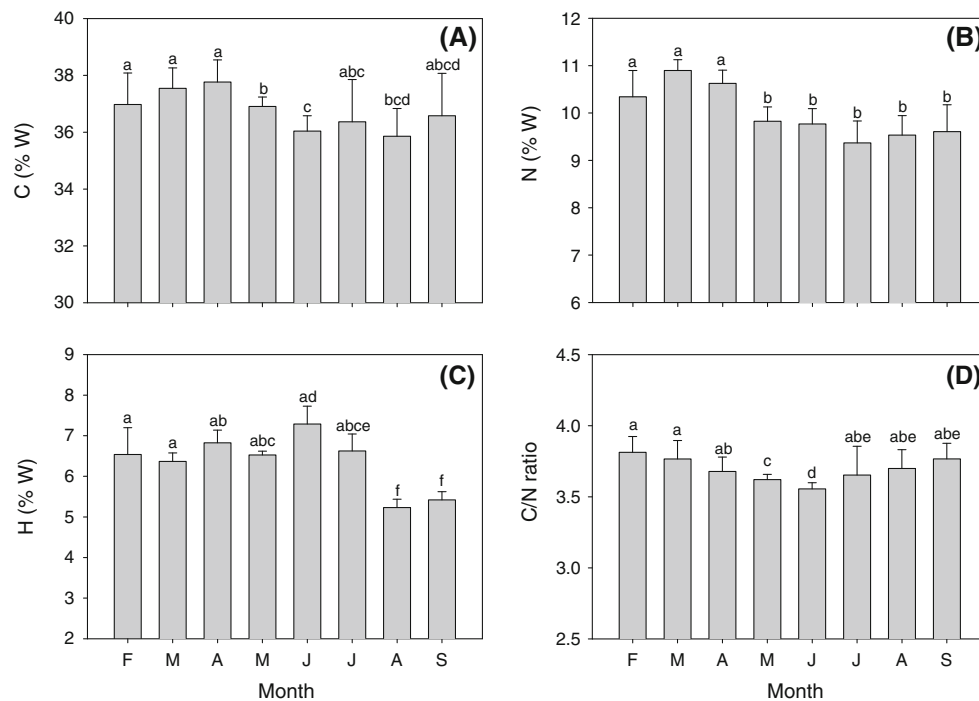 (A)
C (% W)
40
38
36
34
32
30
a a a b c abc bcd abcd
(B)
N (% W)
12
11
10
9
8
7
6
a a a b b b b b
(C)
H (% W)
9
8
7
6
5
4
3
2
a a ab abc ad abce f f
F M A M J J A S
Month
(D)
C/N ratio
4.5
4.0
3.5
3.0
2.5
a a ab c d abe abe abe
F M A M J J A S
Month